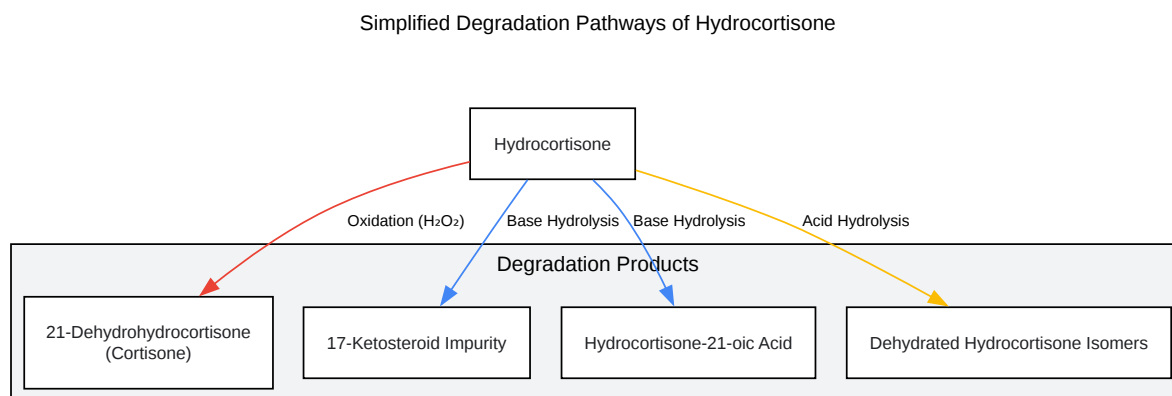 Simplified Degradation Pathways of Hydrocortisone
Hydrocortisone
Oxidation (H₂O₂)
Base Hydrolysis
Base Hydrolysis
Acid Hydrolysis
Degradation Products
21-Dehydrohydrocortisone
(Cortisone)
17-Ketosteroid Impurity
Hydrocortisone-21-oic Acid
Dehydrated Hydrocortisone Isomers